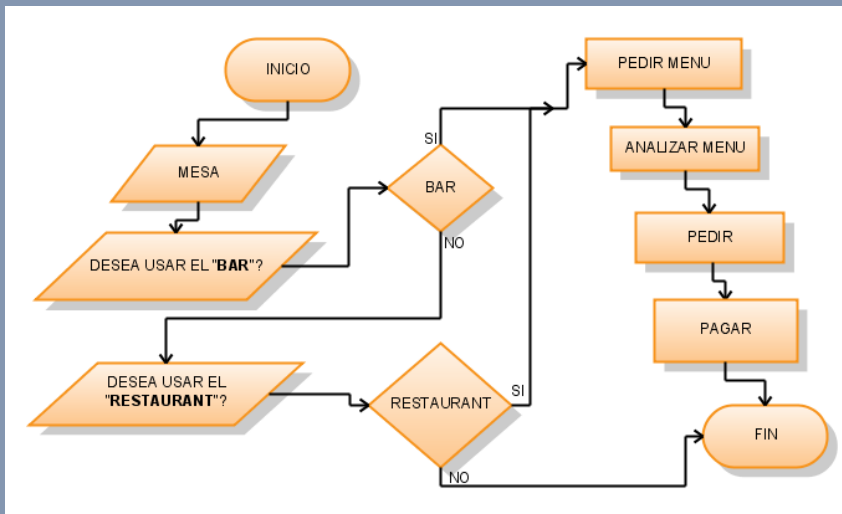 INICIO
MESA
DESEA USAR EL "BAR"?
BAR
SI
NO
DESEA USAR EL
"RESTAURANT"?
RESTAURANT
SI
NO
PEDIR MENU
ANALIZAR MENU
PEDIR
PAGAR
FIN